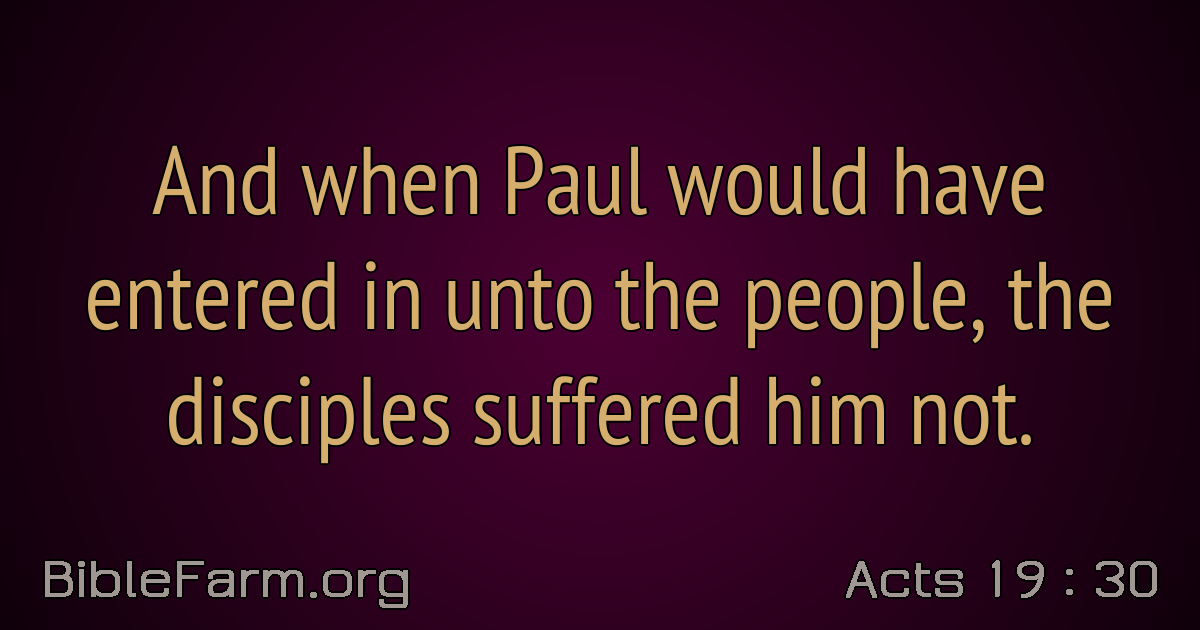 And when Paul would have
entered in unto the people, the
disciples suffered him not.
BibleFarm.org
Acts 19 : 30